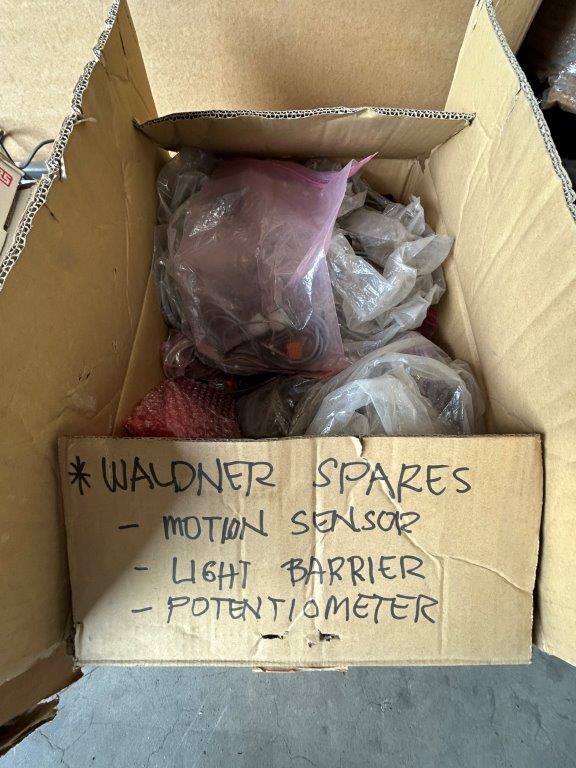 * WALDNER SPARES
- MOTION SENSOR
- LIGHT BARRIER
- POTENTIOMETER